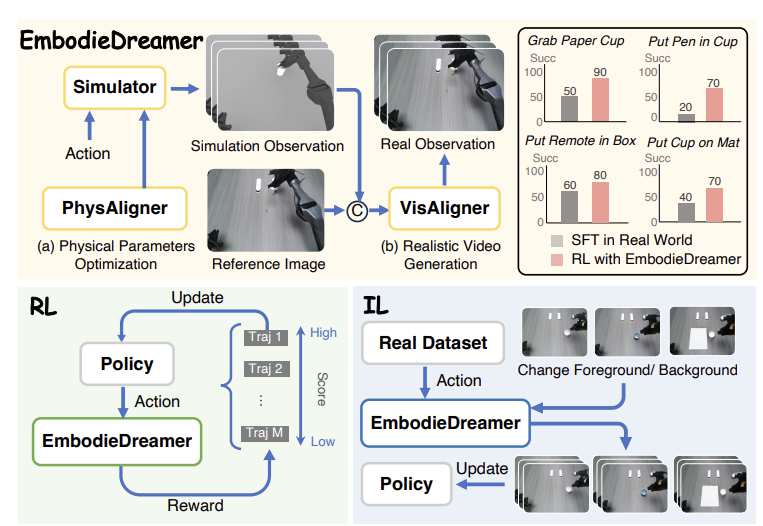 EmbodieDreamer
Simulator
Action
PhysAligner
(a) Physical Parameters
Optimization
Simulation Observation
Reference Image
C
Real Observation
VisAligner
(b) Realistic Video
Generation
Grab Paper Cup
Succ
100
50
0
50
90
Put Pen in Cup
Succ
100
50
0
20
70
Put Remote in Box
Succ
100
50
0
60
80
Put Cup on Mat
Succ
100
50
0
40
70
SFT in Real World
RL with EmbodieDreamer
RL
Update
Policy
Action
EmbodieDreamer
Reward
Traj 1
Traj 2
...
Traj M
High
Score
Low
IL
Real Dataset
Action
Change Foreground/ Background
EmbodieDreamer
Update
Policy